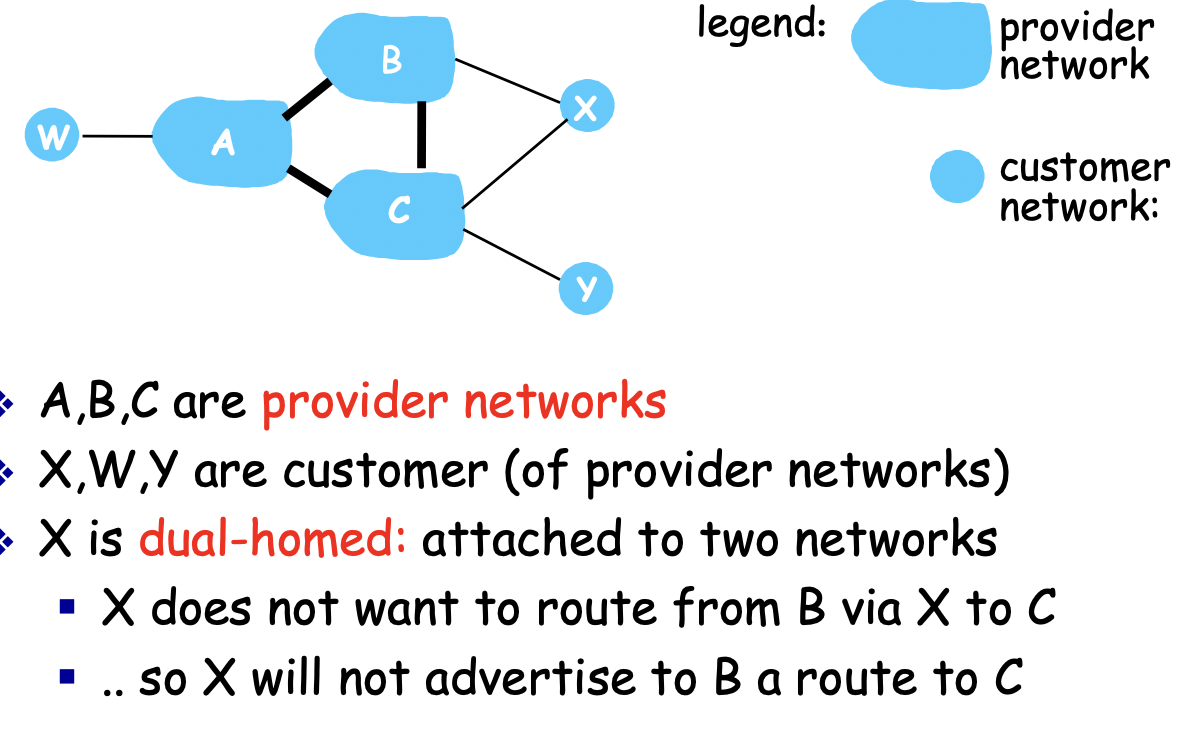 legend:
provider
network
B
X
W
A
customer
network:
C
Y
A,B,C are provider networks
X,W,Y are customer (of provider networks)
X is dual-homed: attached to two networks
X does not want to route from B via X to C
.. so X will not advertise to B a route to C